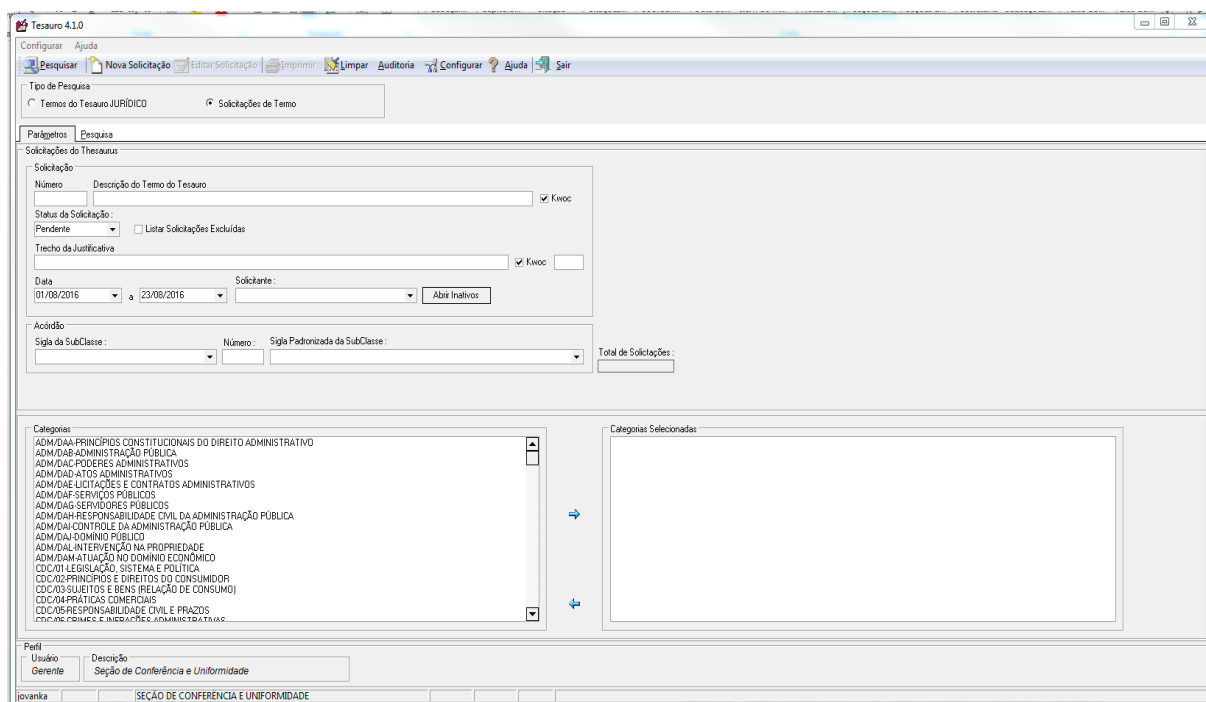 Tesauro 4.1.0
Configurar Ajuda
Pesquisar Nova Solicitação Editar Solicitação Imprimir Limpar Auditoria Configurar Ajuda Sair
Tipo de Pesquisa
Termos do Tesauro JURÍDICO Solicitações de Termo
Parâmetros Pesquisa
Solicitações do Thesaurus
Solicitação
Número Descrição do Termo do Tesauro
Kwoc
Status da Solicitação :
Pendente Listar Solicitações Excluídas
Trecho da Justificativa
Kwoc
Data Solicitante :
01/08/2016 a 23/08/2016 Abrir Inativos
Acórdão
Sigla da SubClasse : Número : Sigla Padronizada da SubClasse :
Total de Solictações :
Categorias Categorias Selecionadas
ADM/DAA-PRINCÍPIOS CONSTITUCIONAIS DO DIREITO ADMINISTRATIVO
ADM/DAB-ADMINISTRAÇÃO PÚBLICA
ADM/DAC-PODERES ADMINISTRATIVOS
ADM/DAD-ATOS ADMINISTRATIVOS
ADM/DAE-LICITAÇÕES E CONTRATOS ADMINISTRATIVOS
ADM/DAF-SERVIÇOS PÚBLICOS
ADM/DAG-SERVIDORES PÚBLICOS
ADM/DAH-RESPONSABILIDADE CIVIL DA ADMINISTRAÇÃO PÚBLICA
ADM/DAI-CONTROLE DA ADMINISTRAÇÃO PÚBLICA
ADM/DAJ-DOMÍNIO PÚBLICO
ADM/DAL-INTERVENÇÃO NA PROPRIEDADE
ADM/DAM-ATUAÇÃO NO DOMÍNIO ECONÔMICO
CDC/01-LEGISLAÇÃO, SISTEMA E POLÍTICA
CDC/02-PRINCÍPIOS E DIREITOS DO CONSUMIDOR
CDC/03-SUJEITOS E BENS (RELAÇÃO DE CONSUMO)
CDC/04-PRÁTICAS COMERCIAIS
CDC/05-RESPONSABILIDADE CIVIL E PRAZOS
CDC/06-CRIMES E INFRAÇÕES ADMINISTRATIVAS
Perfil
Usuário Descrição
Gerente Seção de Conferência e Uniformidade
jovanka SEÇÃO DE CONFERÊNCIA E UNIFORMIDADE